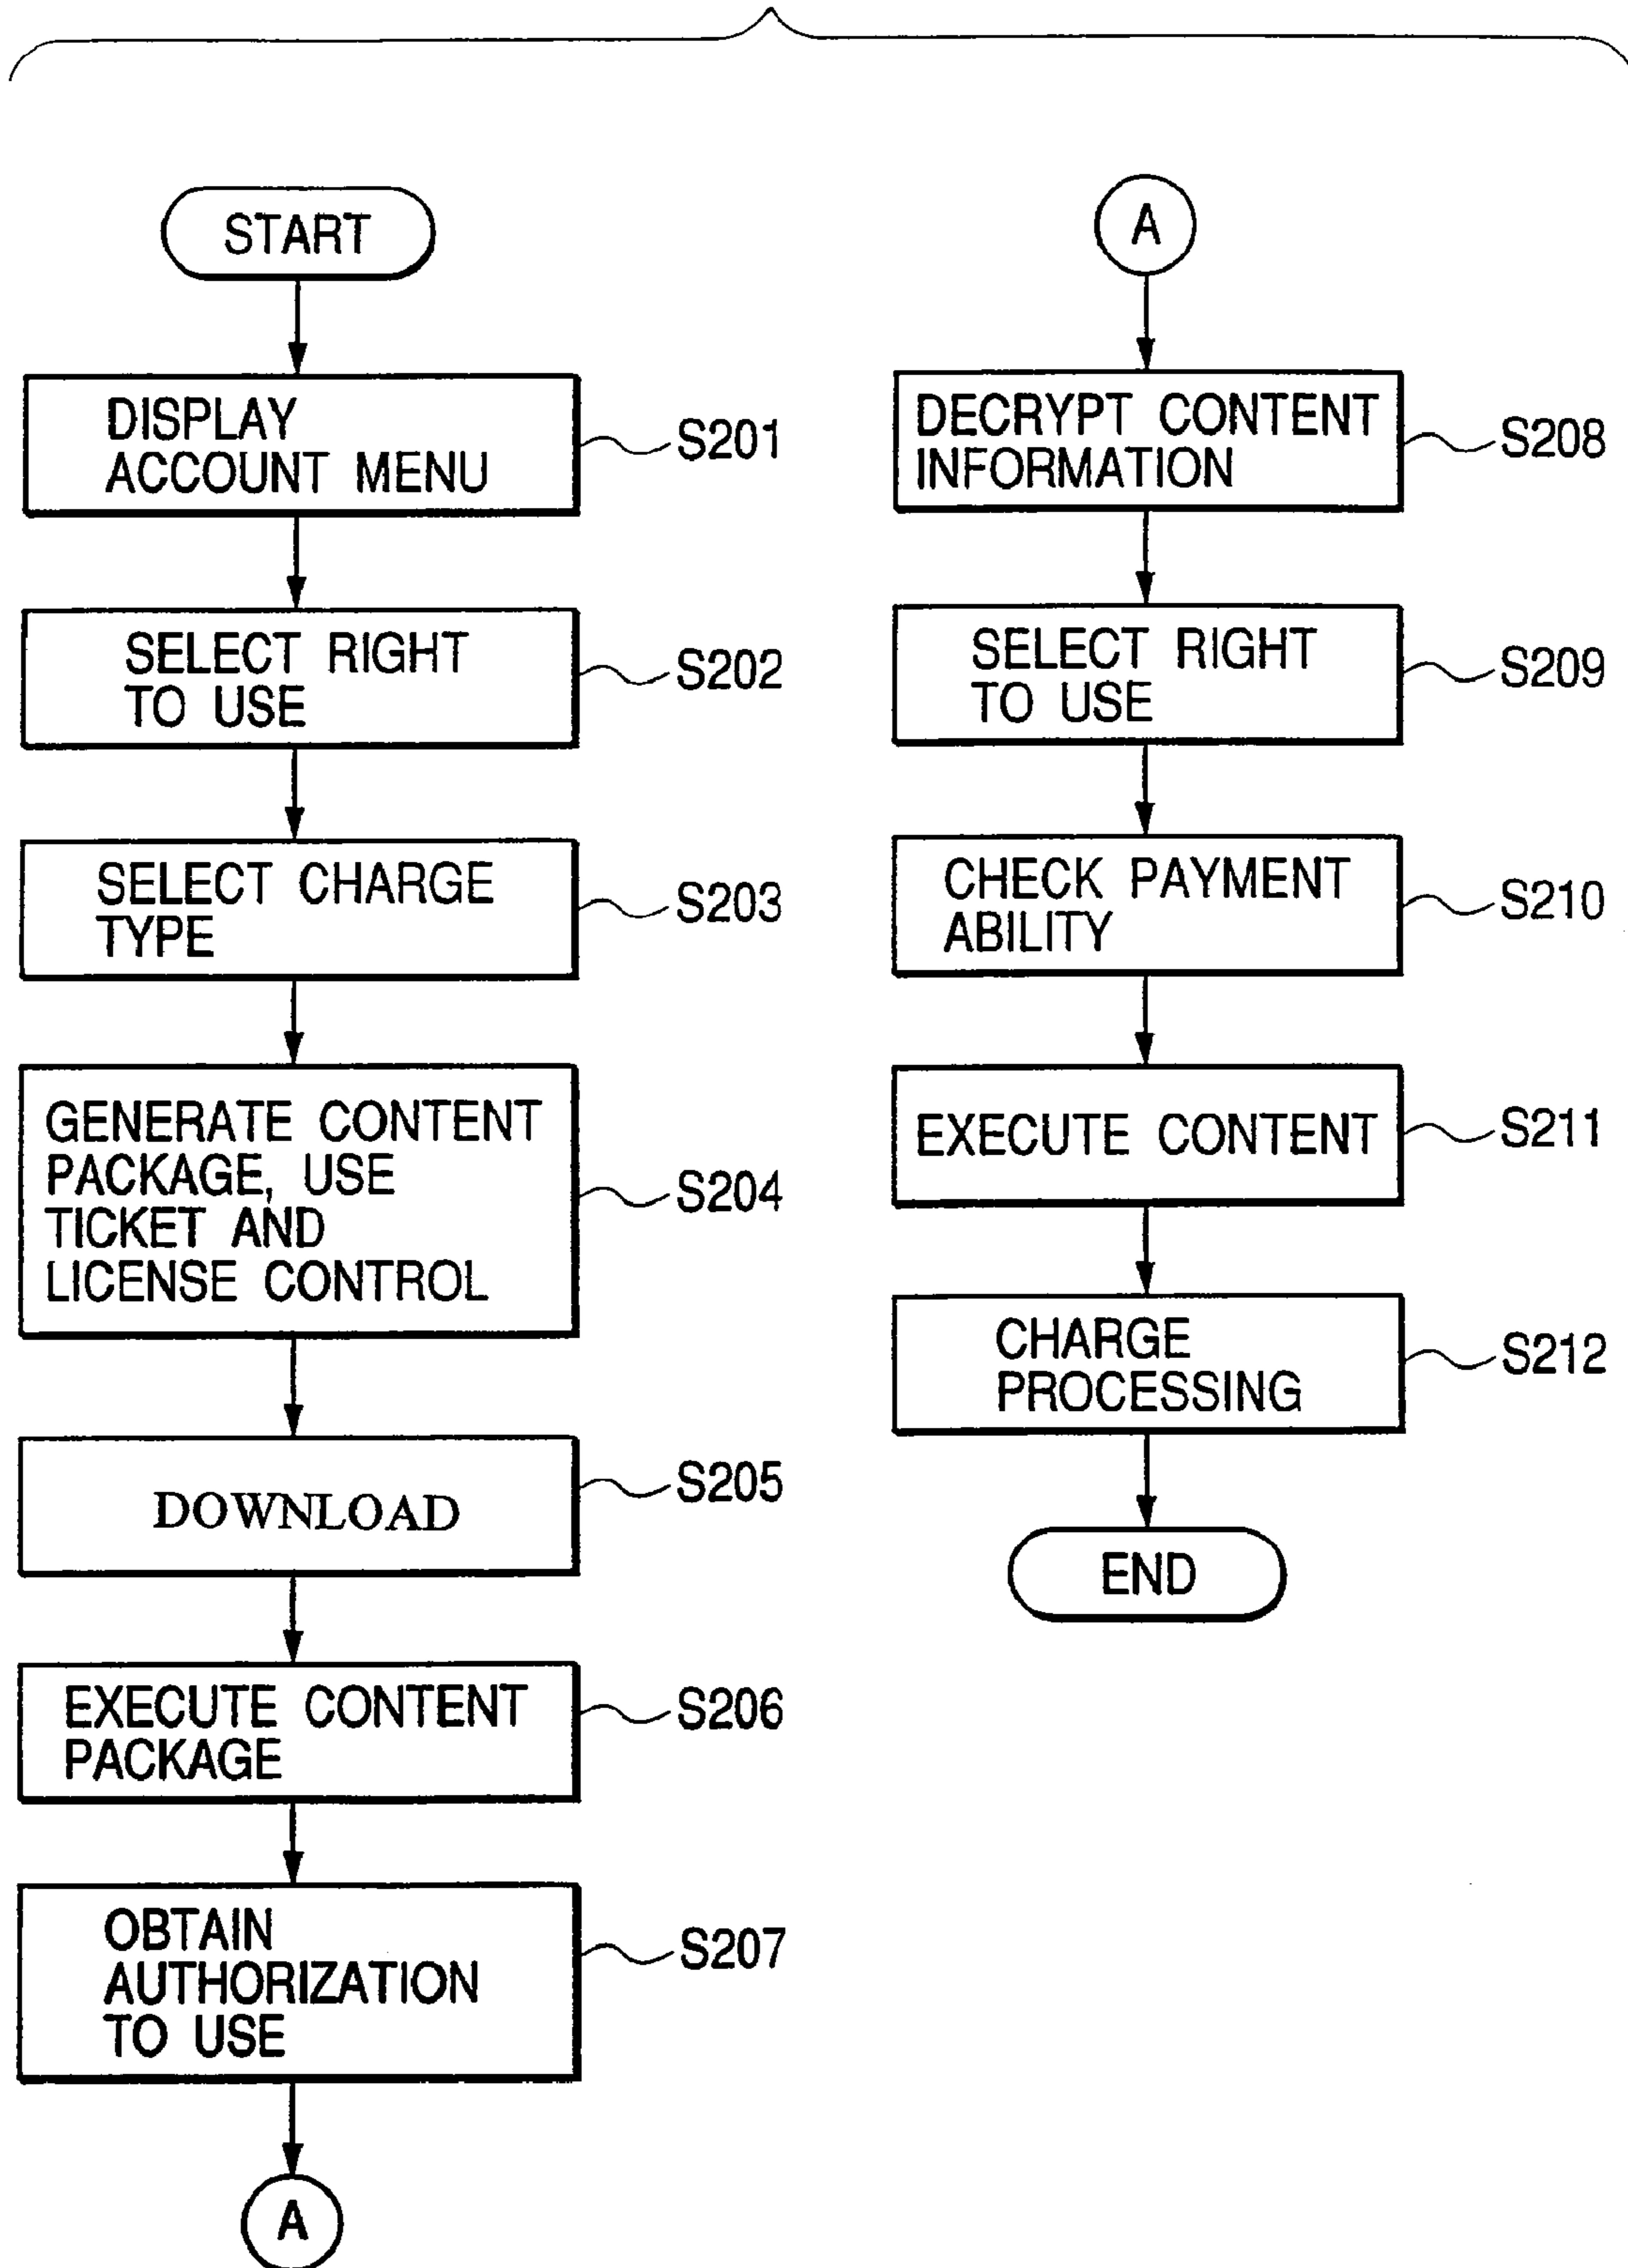 START
DISPLAY
ACCOUNT MENU
S201
SELECT RIGHT
TO USE
S202
SELECT CHARGE
TYPE
S203
GENERATE CONTENT
PACKAGE, USE
TICKET AND
LICENSE CONTROL
S204
DOWNLOAD
S205
EXECUTE CONTENT
PACKAGE
S206
OBTAIN
AUTHORIZATION
TO USE
S207
A
A
DECRYPT CONTENT
INFORMATION
S208
SELECT RIGHT
TO USE
S209
CHECK PAYMENT
ABILITY
S210
EXECUTE CONTENT
S211
CHARGE
PROCESSING
S212
END